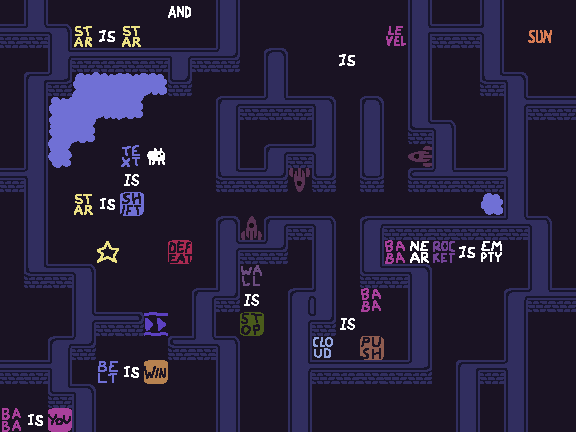 AND
STAR IS STAR
LEVEL
SUN
IS
TEXT
IS
STAR IS SHIFT
DEFEAT
BABA NEAR ROCKET IS EMPTY
WALL
IS
STOP
BABA
IS
CLOUD PUSH
BELT IS WIN
BABA IS YOU